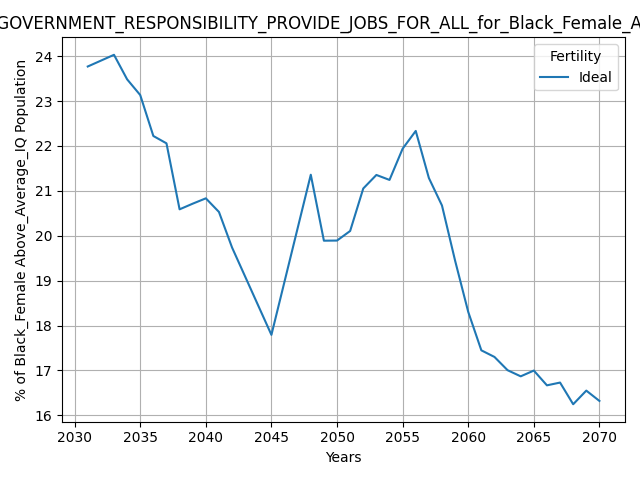 GOVERNMENT_RESPONSIBILITY_PROVIDE_JOBS_FOR_ALL_for_Black_Female_A
% of Black_Female Above_Average_IQ Population
24
23
22
21
20
19
18
17
16
Fertility
Ideal
2030 2035 2040 2045 2050 2055 2060 2065 2070
Years